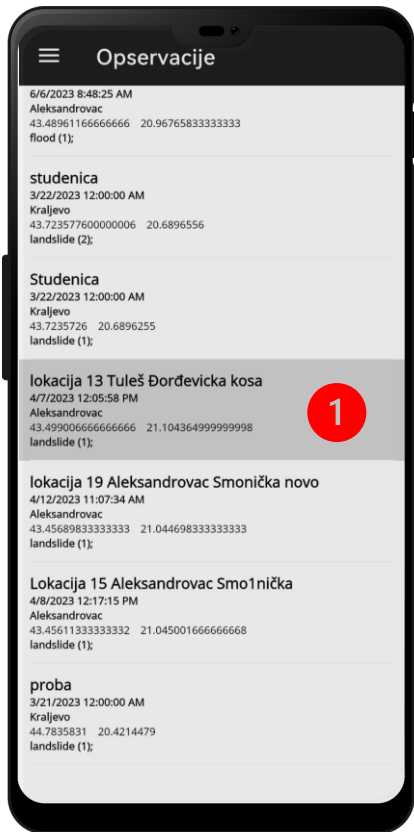 Opservacije
6/6/2023 8:48:25 AM
Aleksandrovac
43.48961166666666 20.96765833333333
flood (1);
studenica
3/22/2023 12:00:00 AM
Kraljevo
43.723577600000006 20.6896556
landslide (2);
Studenica
3/22/2023 12:00:00 AM
Kraljevo
43.7235726 20.6896255
landslide (1);
lokacija 13 Tuleš Đorđevicka kosa
4/7/2023 12:05:58 PM
Aleksandrovac
43.499006666666666 21.104364999999998
landslide (1);
1
lokacija 19 Aleksandrovac Smonička novo
4/12/2023 11:07:34 AM
Aleksandrovac
43.45689833333333 21.044698333333333
landslide (1);
Lokacija 15 Aleksandrovac Smo1nička
4/8/2023 12:17:15 PM
Aleksandrovac
43.45611333333332 21.045001666666668
landslide (1);
proba
3/21/2023 12:00:00 AM
Kraljevo
44.7835831 20.4214479
landslide (1);